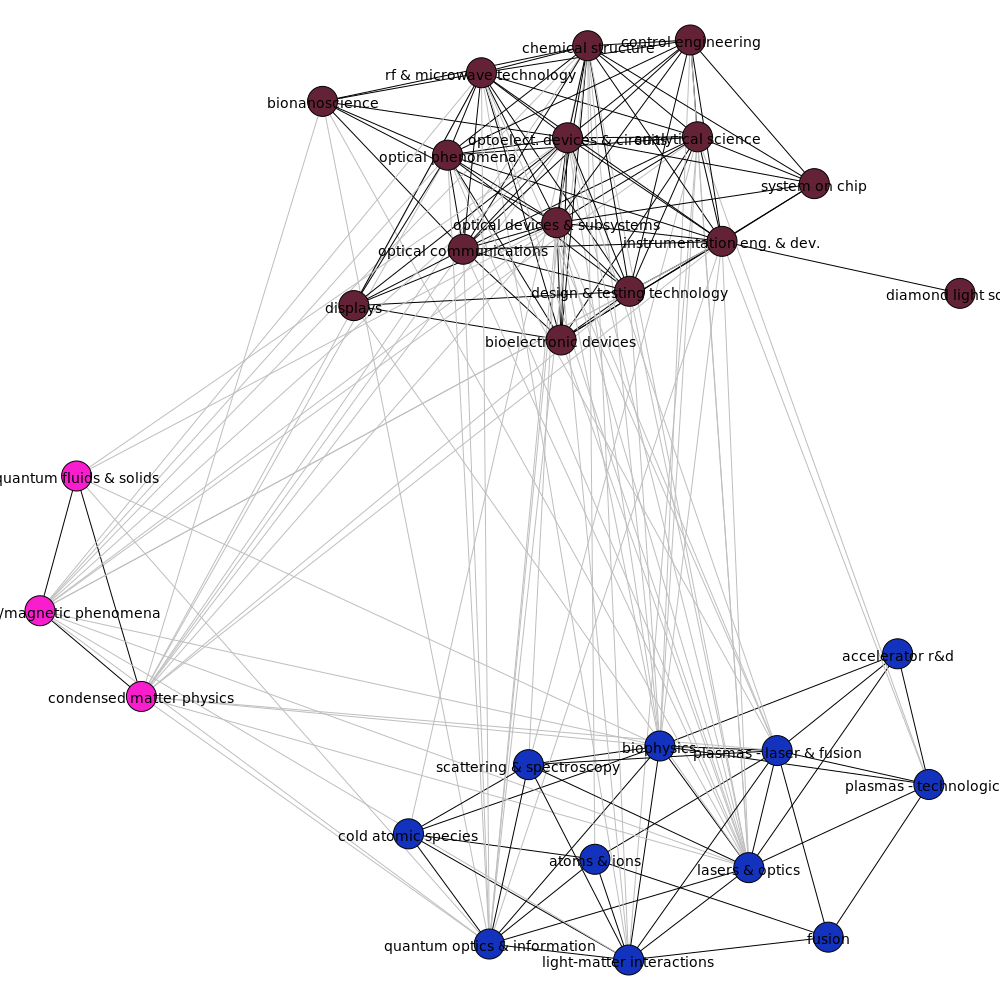 control engineering
chemical structure
rf & microwave technology
bionanoscience
optoelect. devices & circuits
analytical science
optical phenomena
system on chip
optical devices & subsystems
instrumentation eng. & dev.
optical communications
design & testing technology
diamond light so
displays
bioelectronic devices
quantum fluids & solids
/magnetic phenomena
condensed matter physics
accelerator r&d
biophysics
plasmas - laser & fusion
scattering & spectroscopy
plasmas - technologic
cold atomic species
atoms & ions
lasers & optics
fusion
quantum optics & information
light-matter interactions